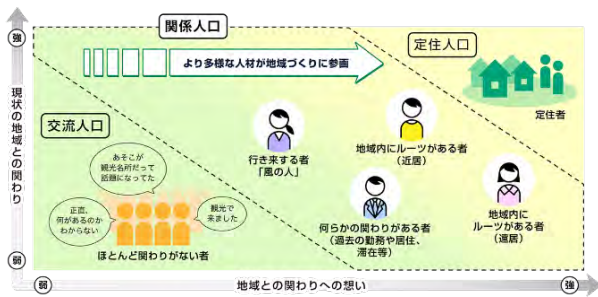 強
関係人口
定住人口
より多様な人材が地域づくりに参画
定住者
現状の地域との関わり
交流人口
あそこが
観光名所だって
話題になってた
正直、
何があるのか
わからない
観光で
来ました
ほとんど関わりがない者
行き来する者
「風の人」
地域内にルーツがある者
（近居）
何らかの関わりがある者
（過去の勤務や居住、
滞在等）
地域内に
ルーツがある者
（遠居）
弱
弱
地域との関わりへの想い
強